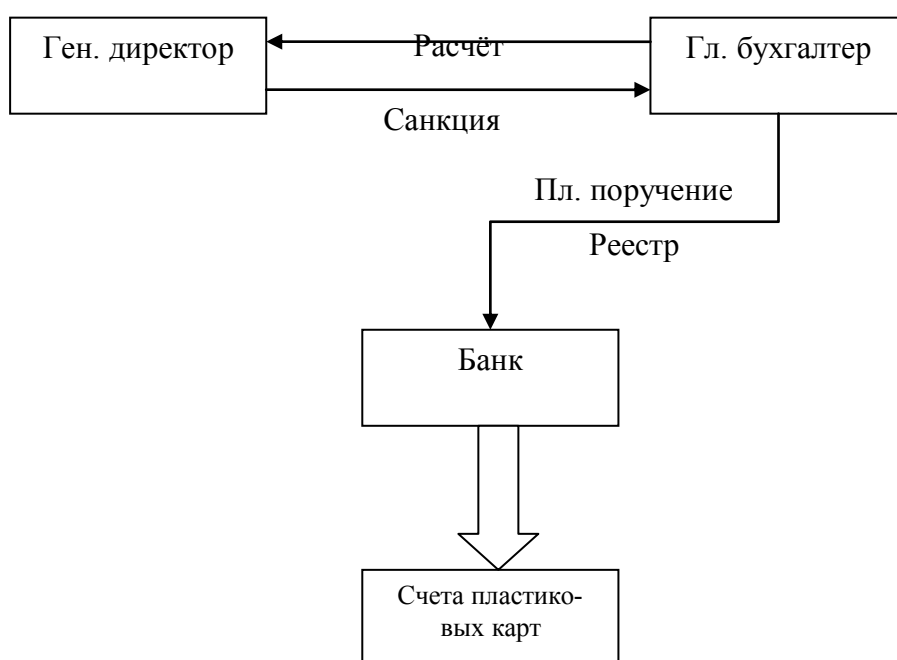 Ген. директор
Расчёт
Гл. бухгалтер
Санкция
Пл. поручение
Реестр
Банк
Счета пластико-
вых карт